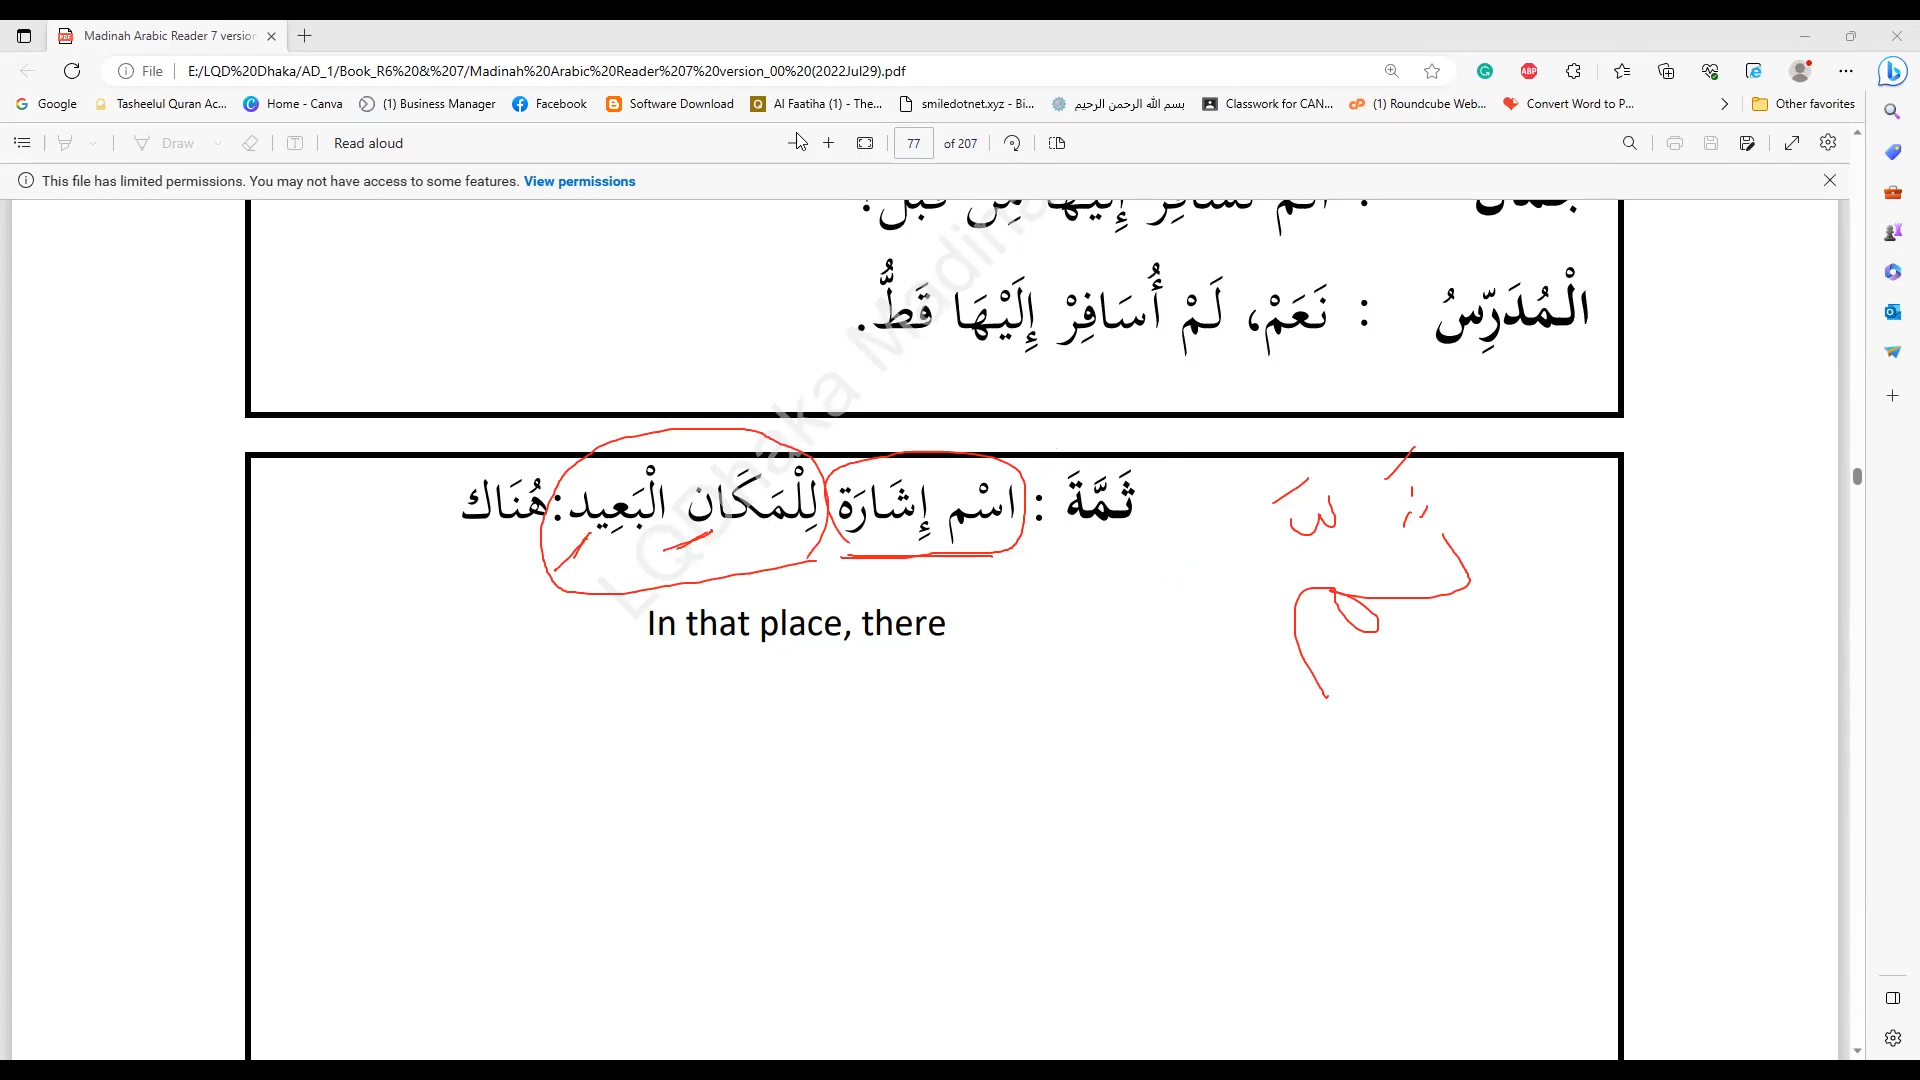 Madinah Arabic Reader 7 versio
File E:/LQD%20Dhaka/AD_1/Book_R6%20&%207/Madinah%20Arabic%20Reader%207%20version_00%20(2022Jul29).pdf
Google Tasheelul Quran Ac... Home - Canva (1) Business Manager Facebook Software Download Al Faatiha (1) - The... smiledotnet.xyz - Bi... بسم الله الرحمن الرحيم Classwork for CAN... (1) Roundcube Web... Convert Word to P... Other favorites
Draw Read aloud 77 of 207
This file has limited permissions. You may not have access to some features. View permissions
الْمُدَرِّسُ : نَعَمْ، لَمْ أُسَافِرْ إِلَيْهَا قَطُّ.
ثَمَّةَ : اسْم إِشَارَة لِلْمَكَان الْبَعِيد: هُنَاك
In that place, there
LQDhaka Madina